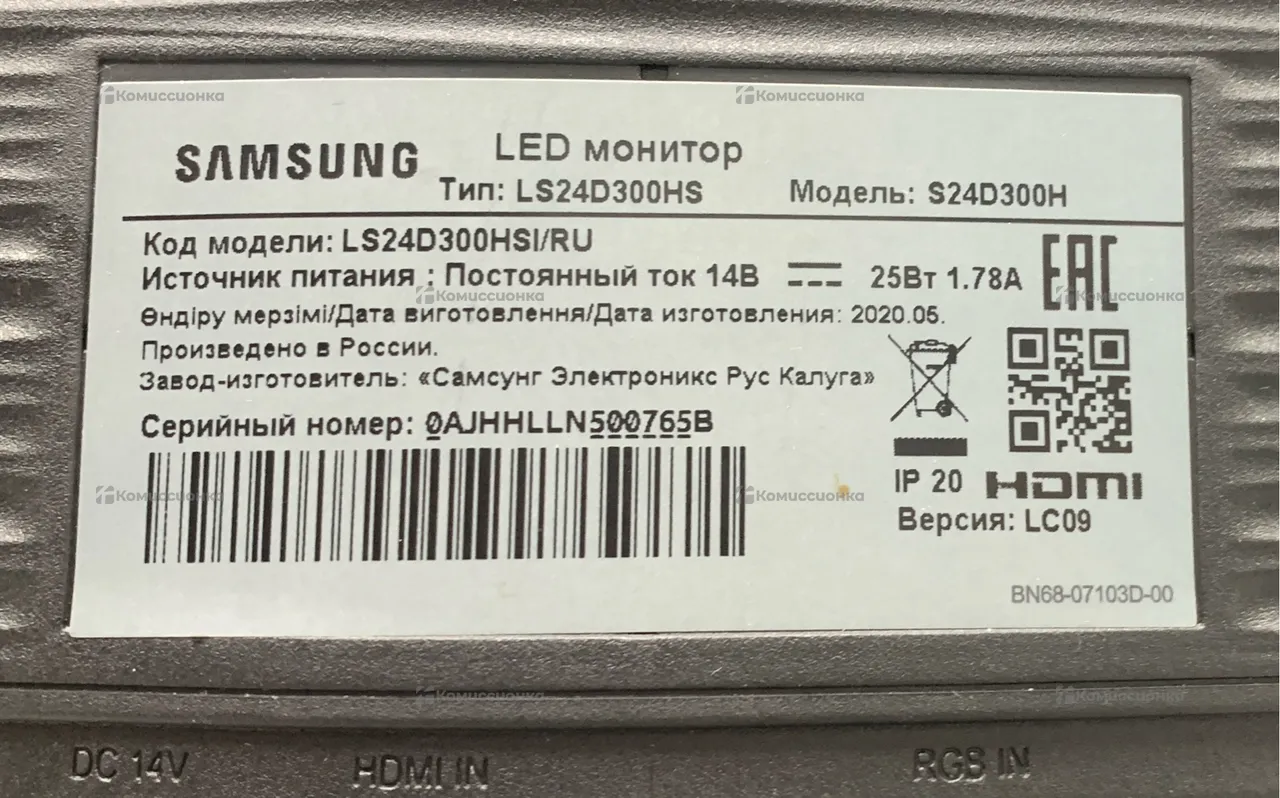 SAMSUNG
LED монитор
Тип: LS24D300HS
Модель: S24D300H
Код модели: LS24D300HSI/RU
Источник питания : Постоянный ток 14В 25Вт 1.78А
EAC
Өндіру мерзімі/Дата виготовлення/Дата изготовления: 2020.05.
Произведено в России.
Завод-изготовитель: «Самсунг Электроникс Рус Калуга»
Серийный номер: 0AJHHLLN500765B
IP 20 HDMI
Версия: LC09
BN68-07103D-00
DC 14V
HDMI IN
RGB IN
Комиссионка
Комиссионка
Комиссионка
Комиссионка
Комиссионка
Комиссионка
Комиссионка
Комиссионка